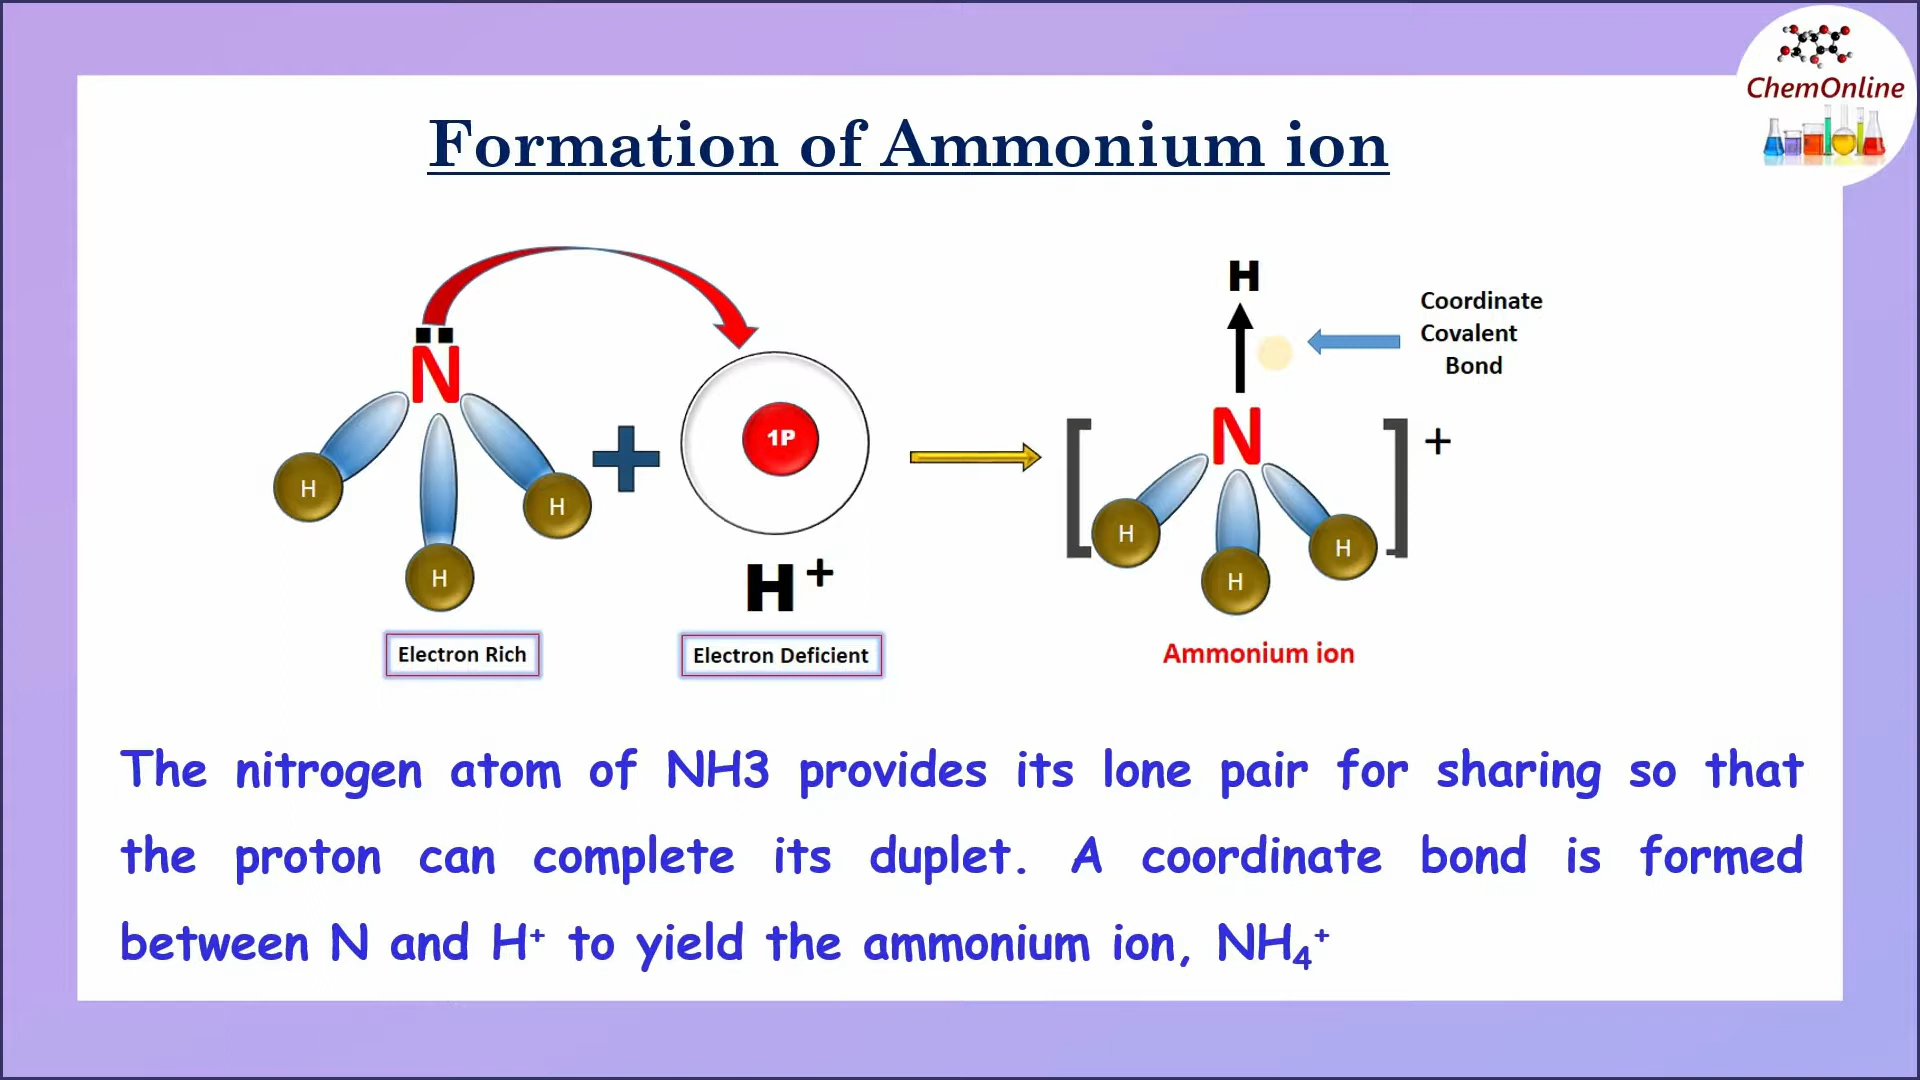 ChemOnline
Formation of Ammonium ion
N
H
H
H
1P
H⁺
H
N
H
H
H
[ ]⁺
Coordinate
Covalent
Bond
Electron Rich
Electron Deficient
Ammonium ion
The nitrogen atom of NH3 provides its lone pair for sharing so that
the proton can complete its duplet. A coordinate bond is formed
between N and H⁺ to yield the ammonium ion, NH₄⁺